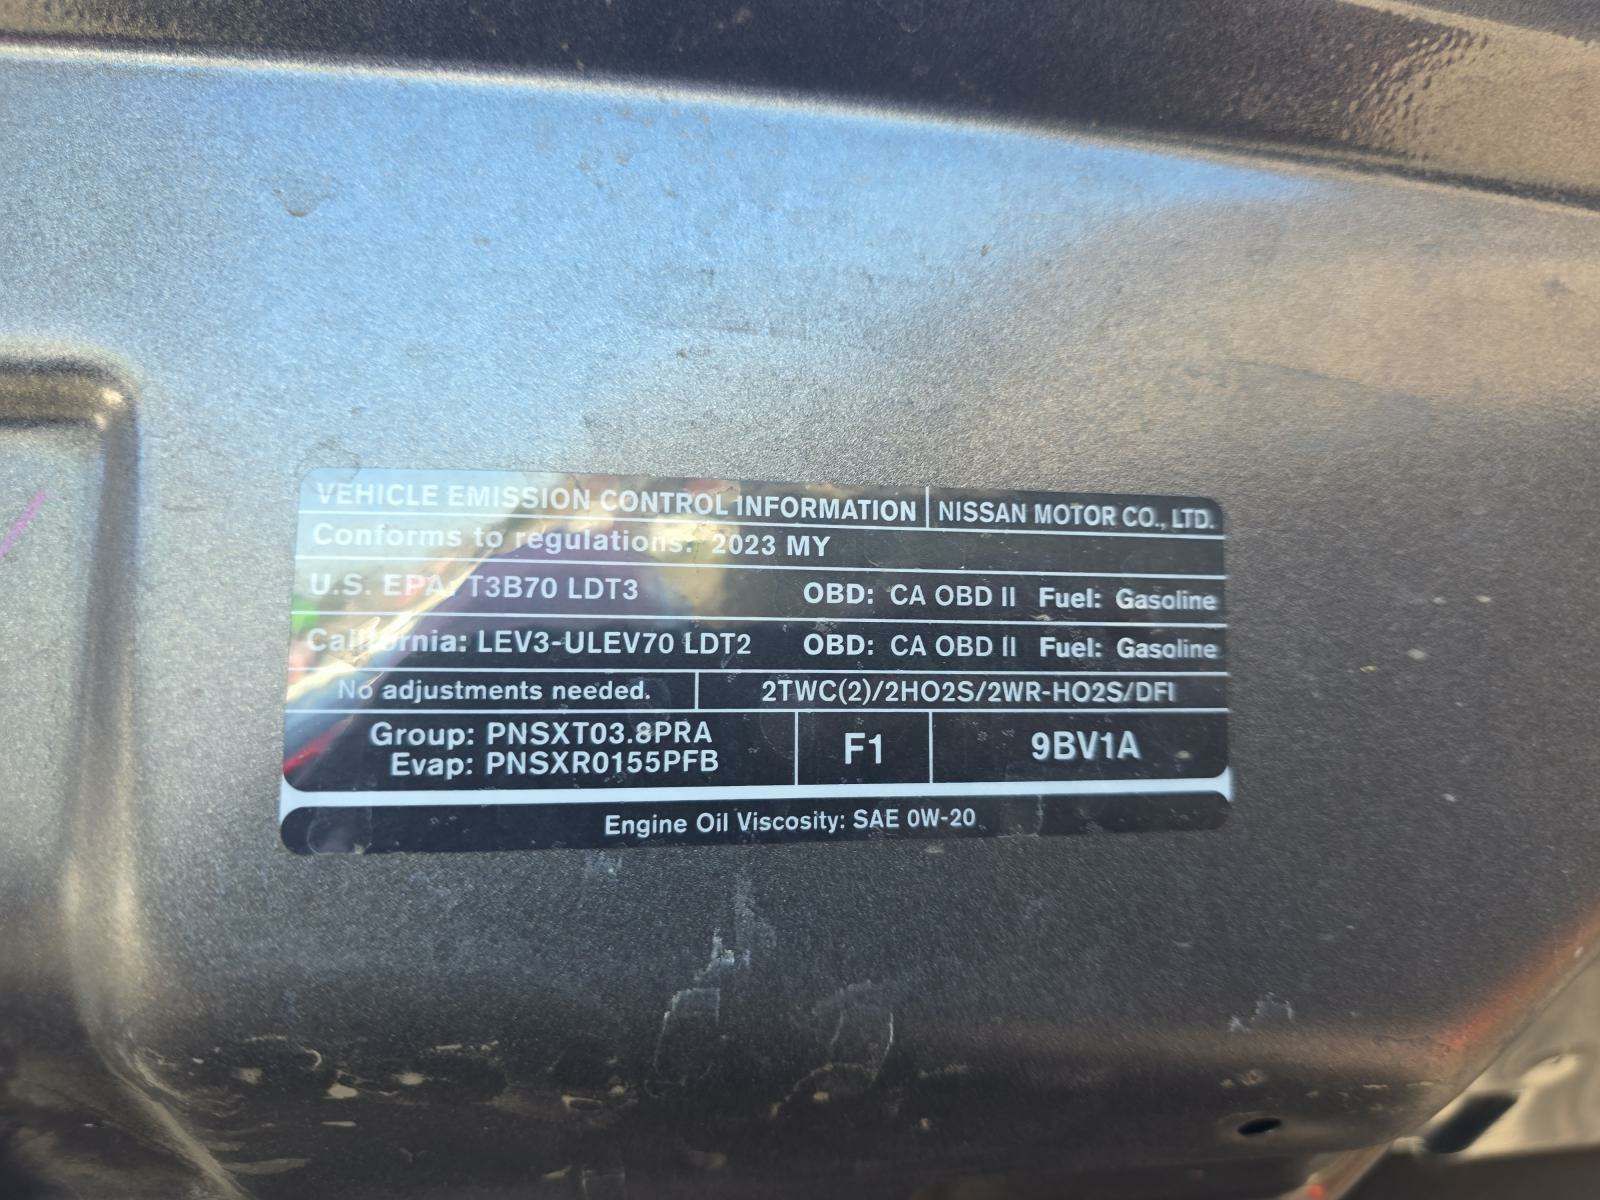 VEHICLE EMISSION CONTROL INFORMATION NISSAN MOTOR CO., LTD.
Conforms to regulations: 2023 MY
U.S. EPA: T3B70 LDT3 OBD: CA OBD II Fuel: Gasoline
California: LEV3-ULEV70 LDT2 OBD: CA OBD II Fuel: Gasoline
No adjustments needed. 2TWC(2)/2HO2S/2WR-HO2S/DFI
Group: PNSXT03.8PRA
Evap: PNSXR0155PFB
F1
9BV1A
Engine Oil Viscosity: SAE 0W-20